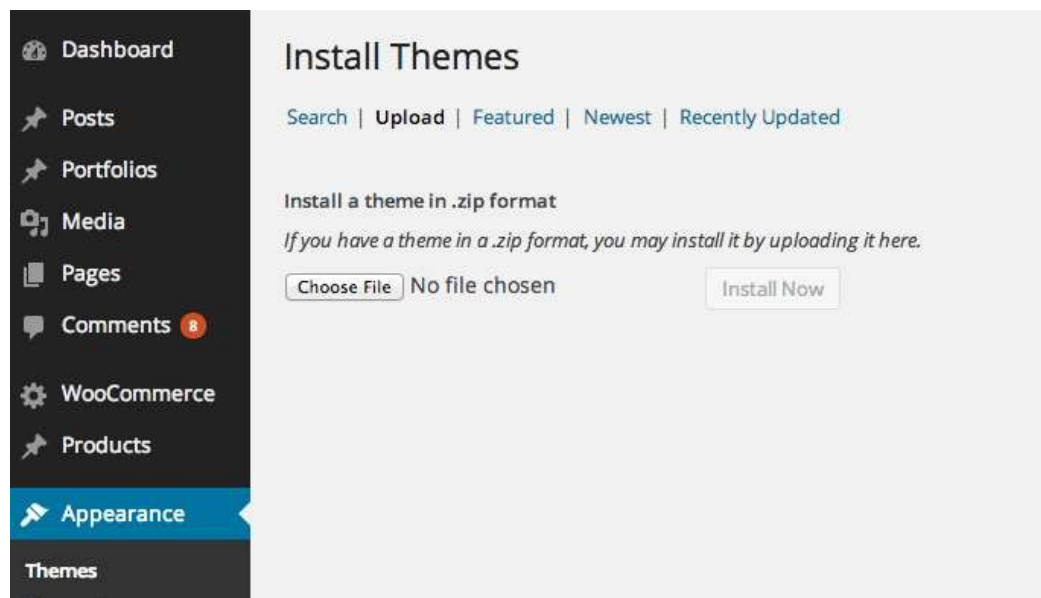 Dashboard
Posts
Portfolios
Media
Pages
Comments 8
WooCommerce
Products
Appearance
Themes
Install Themes
Search | Upload | Featured | Newest | Recently Updated
Install a theme in .zip format
If you have a theme in a .zip format, you may install it by uploading it here.
Choose File No file chosen Install Now